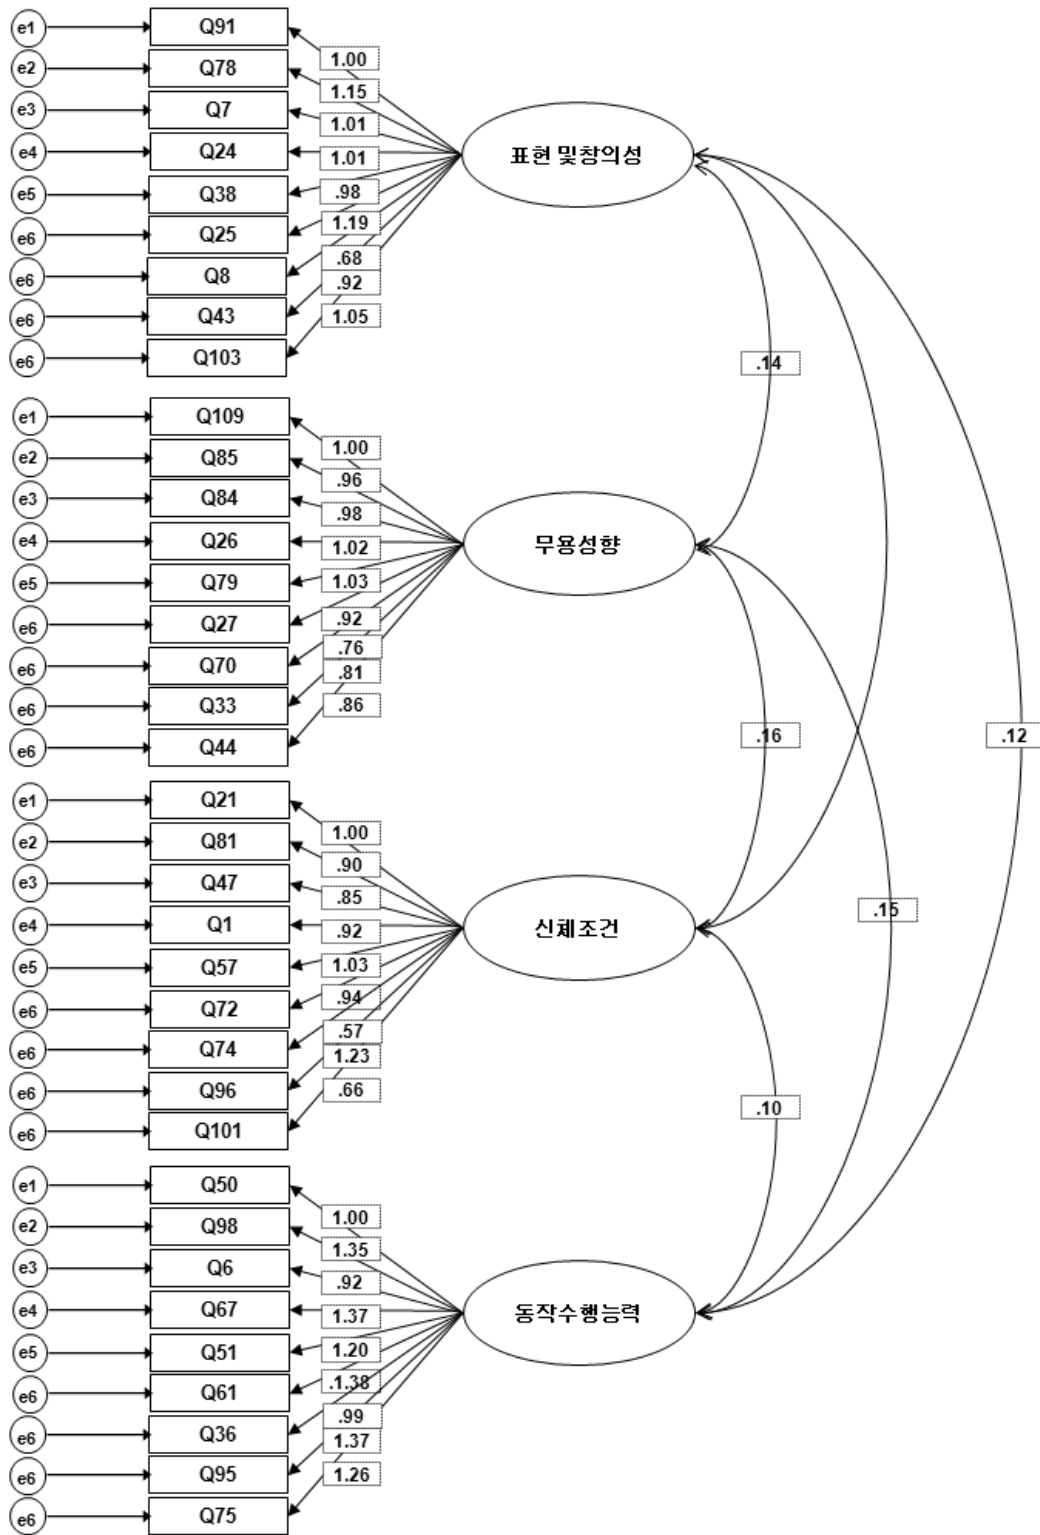 e1 Q91
1.00
e2 Q78
1.15
e3 Q7
1.01
e4 Q24
1.01
표현 및창의성
e5 Q38
.98
e6 Q25
1.19
e6 Q8
.68
.92
e6 Q43
1.05
e6 Q103
.14
e1 Q109
1.00
e2 Q85
.96
e3 Q84
.98
e4 Q26
1.02
무용성향
e5 Q79
1.03
e6 Q27
.92
.76
e6 Q70
.81
e6 Q33
.86
e6 Q44
.16
.12
e1 Q21
1.00
e2 Q81
.90
e3 Q47
.85
.15
e4 Q1
.92
신체조건
e5 Q57
1.03
e6 Q72
.94
.57
e6 Q74
1.23
e6 Q96
.66
.10
e6 Q101
e1 Q50
1.00
e2 Q98
1.35
e3 Q6
.92
e4 Q67
1.37
동작수행능력
e5 Q51
1.20
.1.38
e6 Q61
.99
e6 Q36
1.37
e6 Q95
1.26
e6 Q75